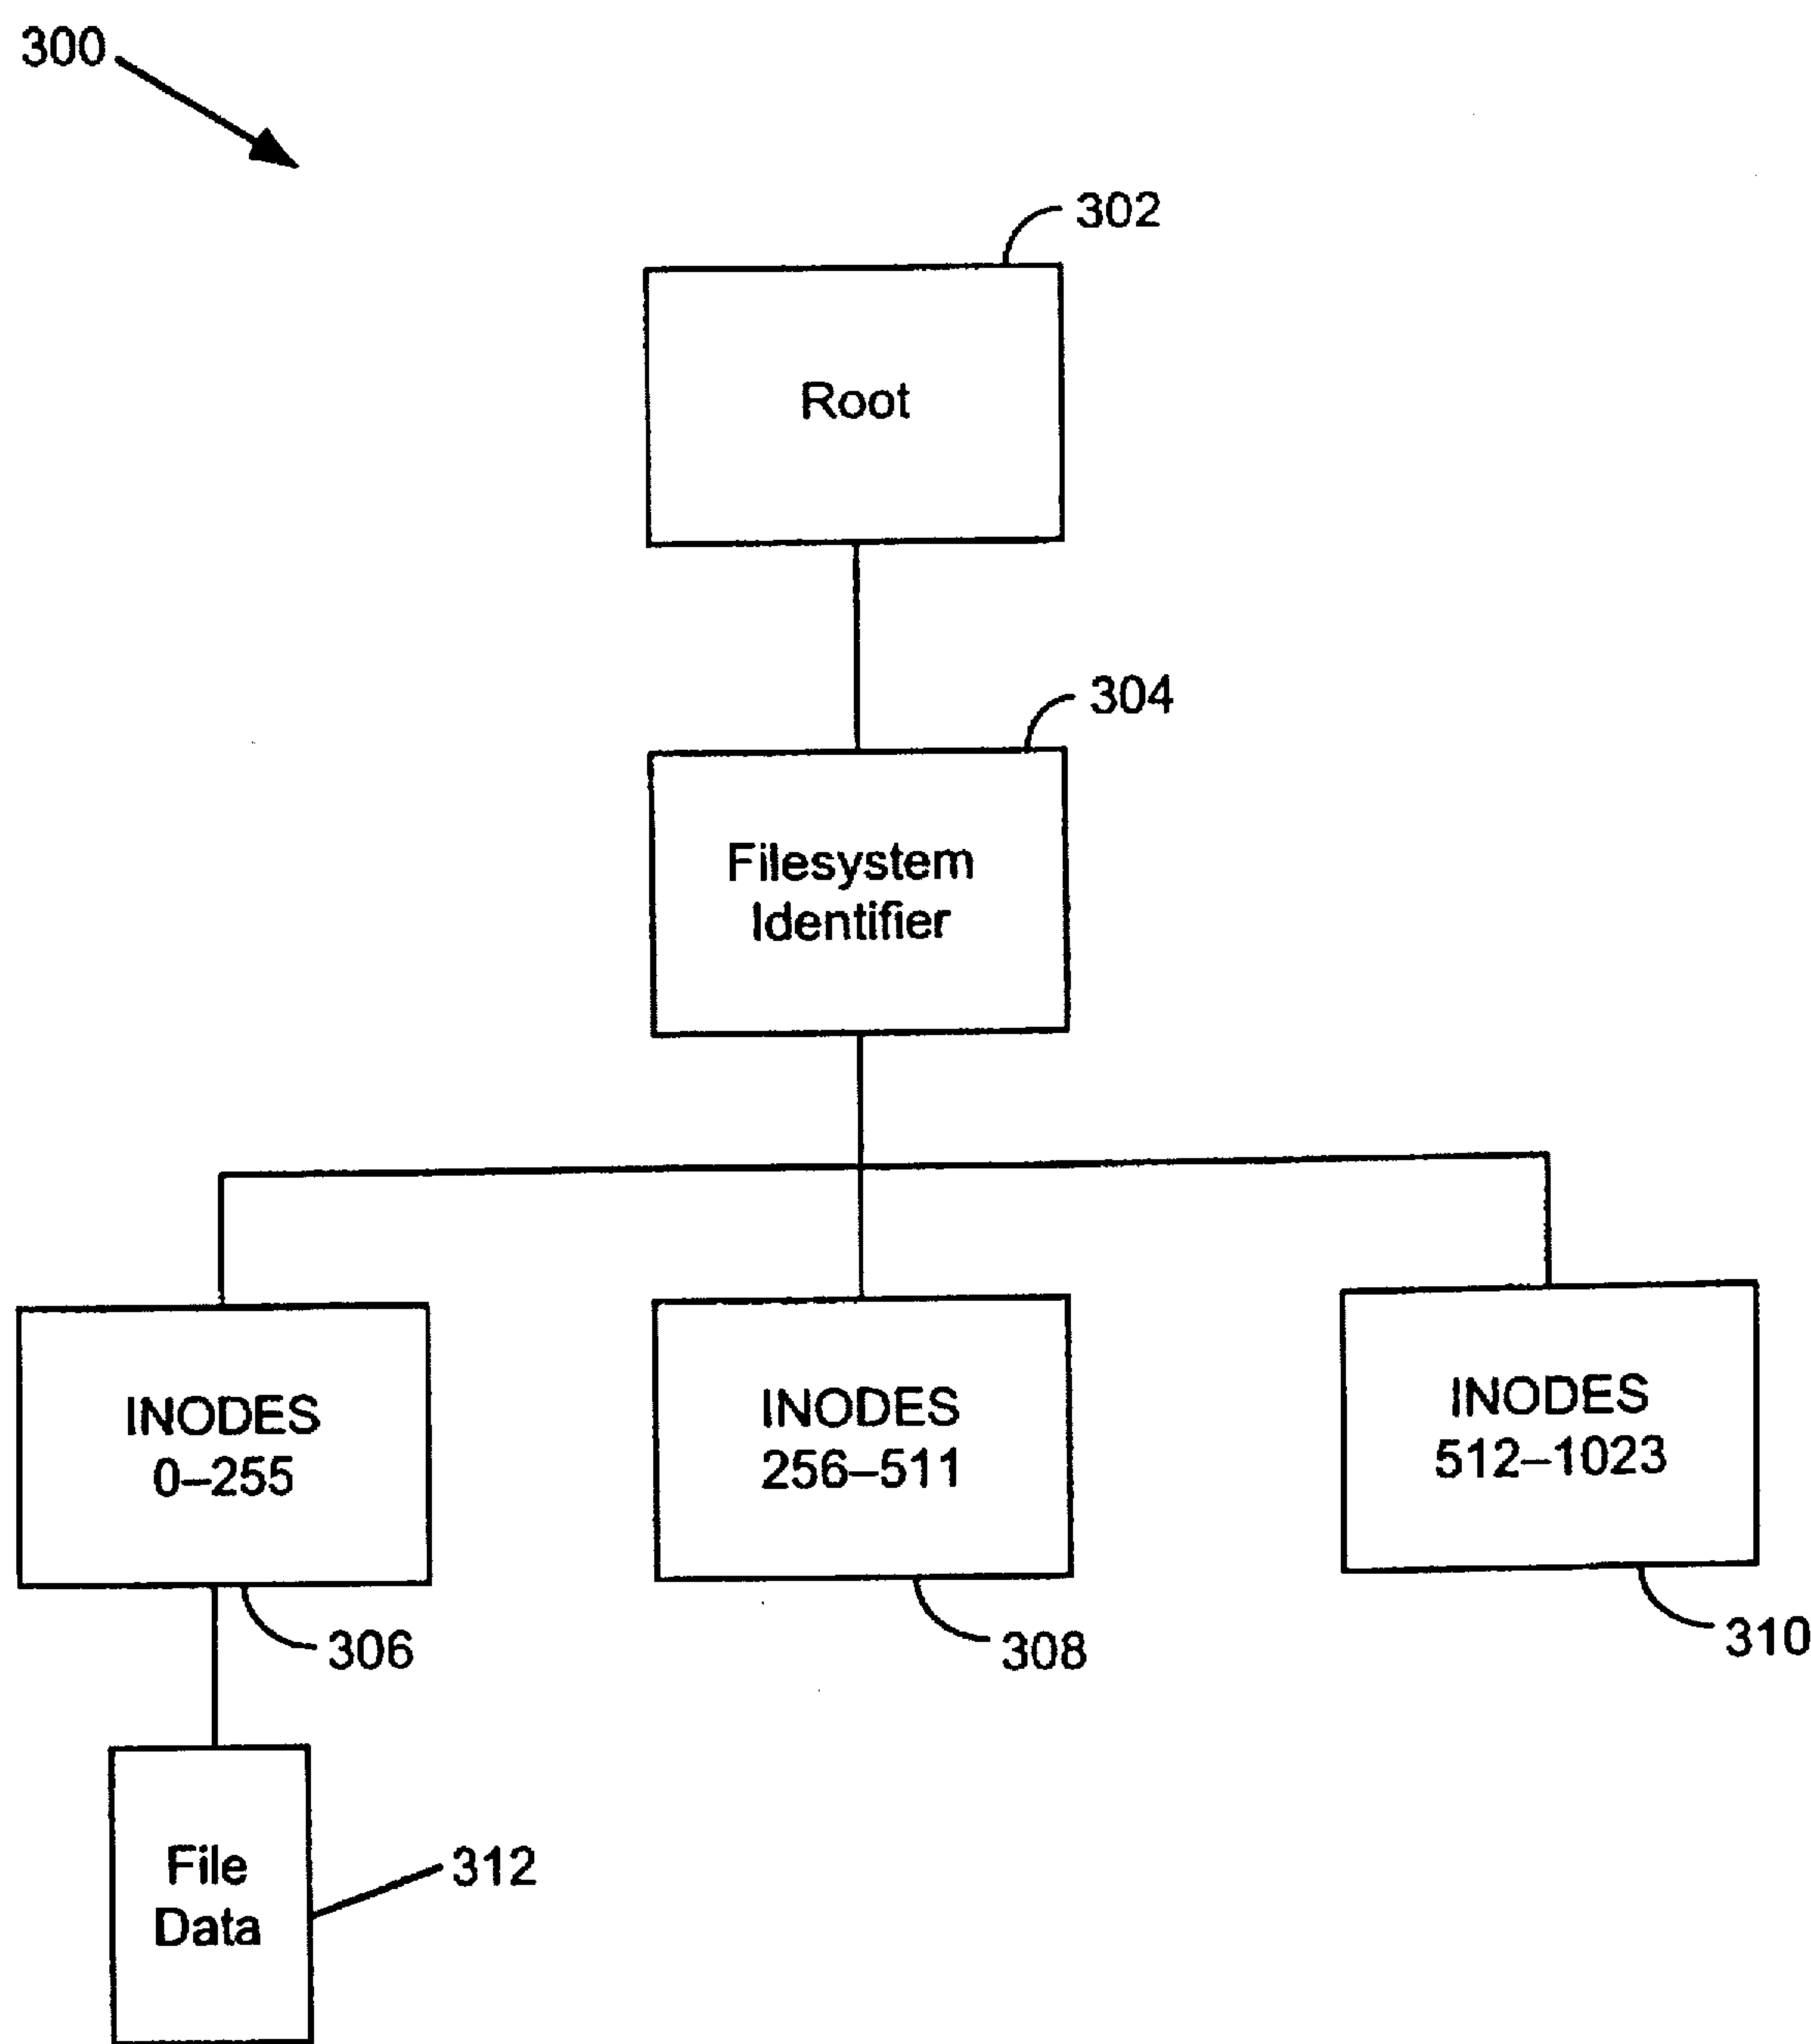 300
302
Root
304
Filesystem
Identifier
INODES
0–255
INODES
256–511
INODES
512–1023
306
308
310
File
Data
312